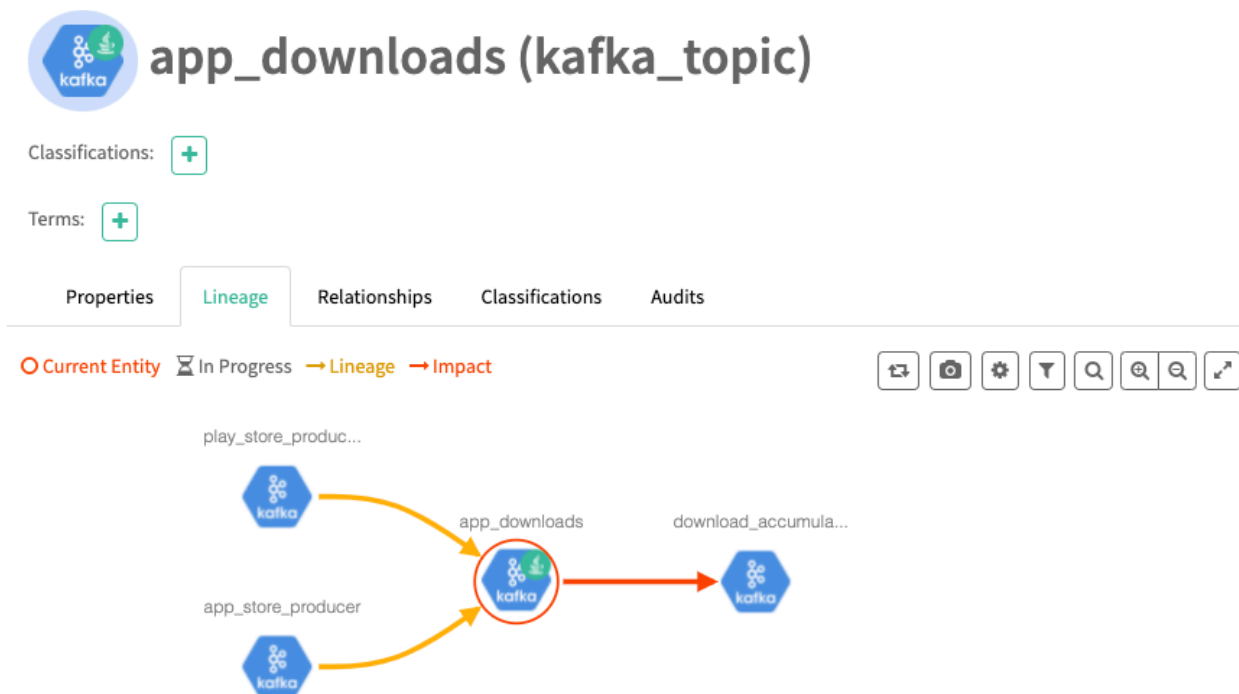 kafka
app_downloads (kafka_topic)
Classifications:
Terms:
Properties Lineage Relationships Classifications Audits
Current Entity In Progress Lineage Impact
play_store_produc...
kafka
app_downloads
kafka
download_accumula...
kafka
app_store_producer
kafka